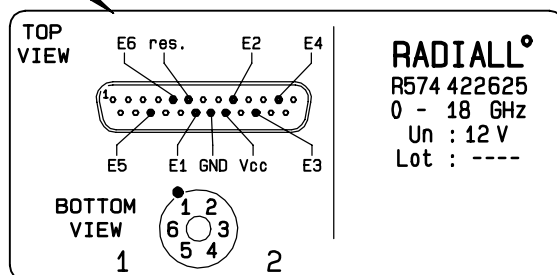 TOP
VIEW
E6 res. E2 E4
1
E5 E1 GND Vcc E3
BOTTOM
VIEW
1 2
6 3
5 4
1 2
RADIALL°
R574 422625
0 - 18 GHz
Un : 12 V
Lot : ----